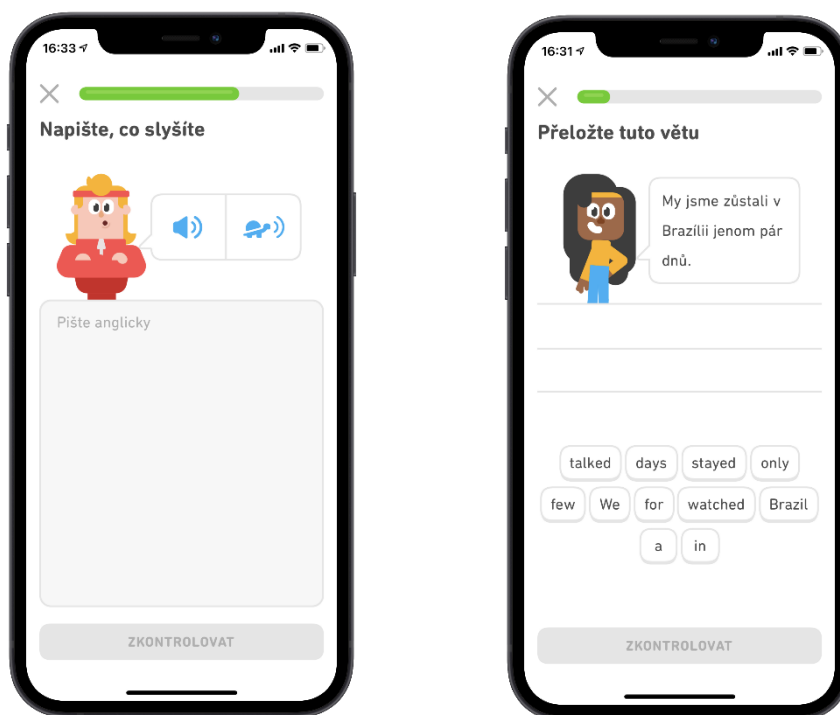 16:33
Napište, co slyšíte
Pište anglicky
ZKONTROLOVAT
16:31
Přeložte tuto větu
My jsme zůstali v
Brazílii jenom pár
dnů.
talked days stayed only
few We for watched Brazil
a in
ZKONTROLOVAT